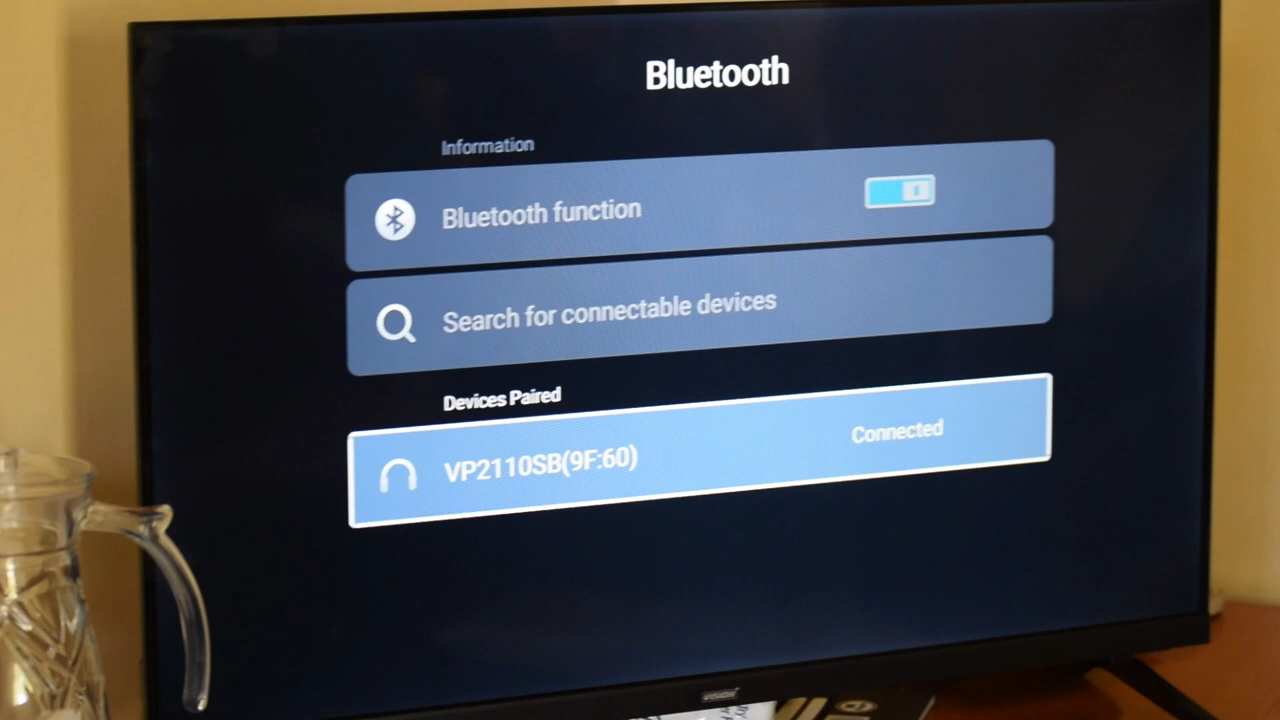 Bluetooth
Information
Bluetooth function
Search for connectable devices
Devices Paired
VP2110SB(9F:60)
Connected